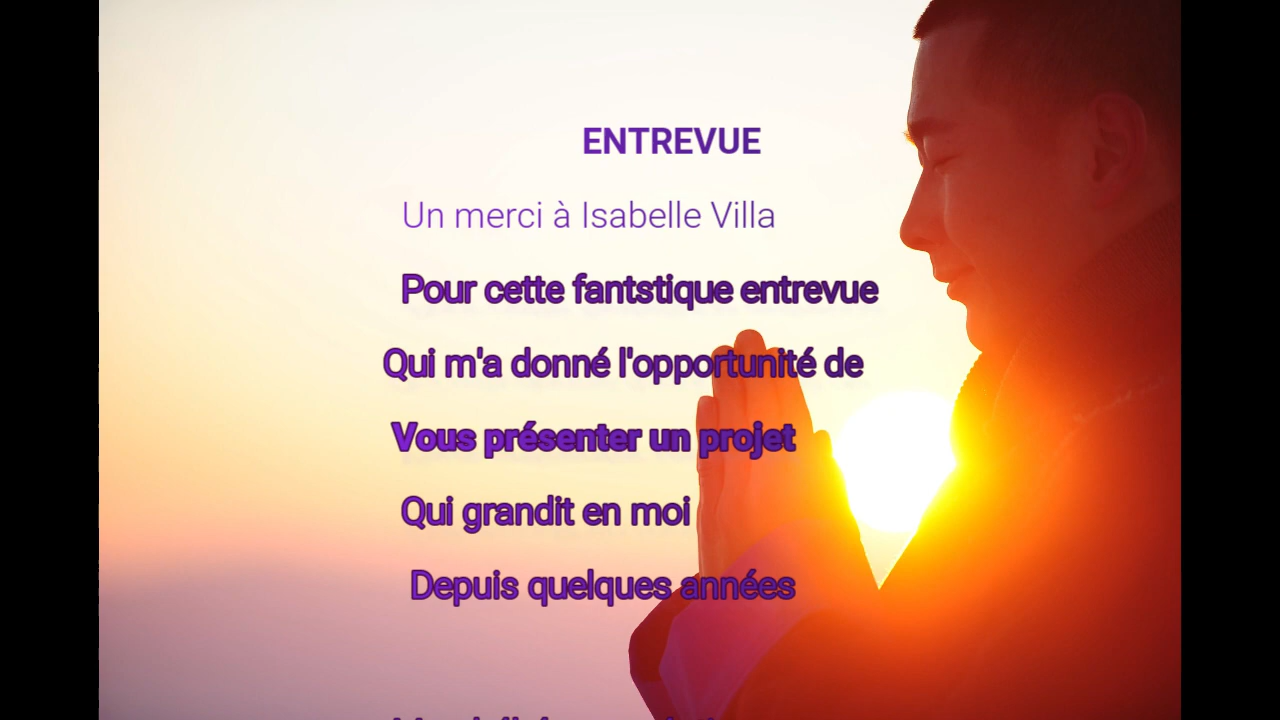 ENTREVUE
Un merci à Isabelle Villa
Pour cette fantstique entrevue
Qui m'a donné l'opportunité de
Vous présenter un projet
Qui grandit en moi
Depuis quelques années